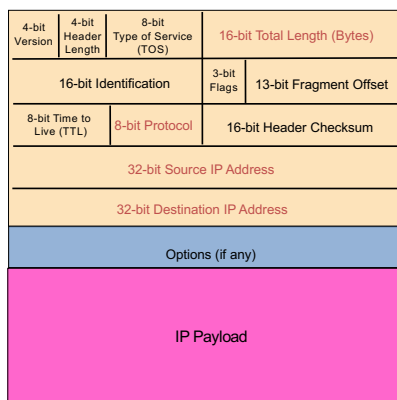 4-bit
Version
4-bit
Header
Length
8-bit
Type of Service
(TOS)
16-bit Total Length (Bytes)
16-bit Identification
3-bit
Flags
13-bit Fragment Offset
8-bit Time to
Live (TTL)
8-bit Protocol
16-bit Header Checksum
32-bit Source IP Address
32-bit Destination IP Address
Options (if any)
IP Payload